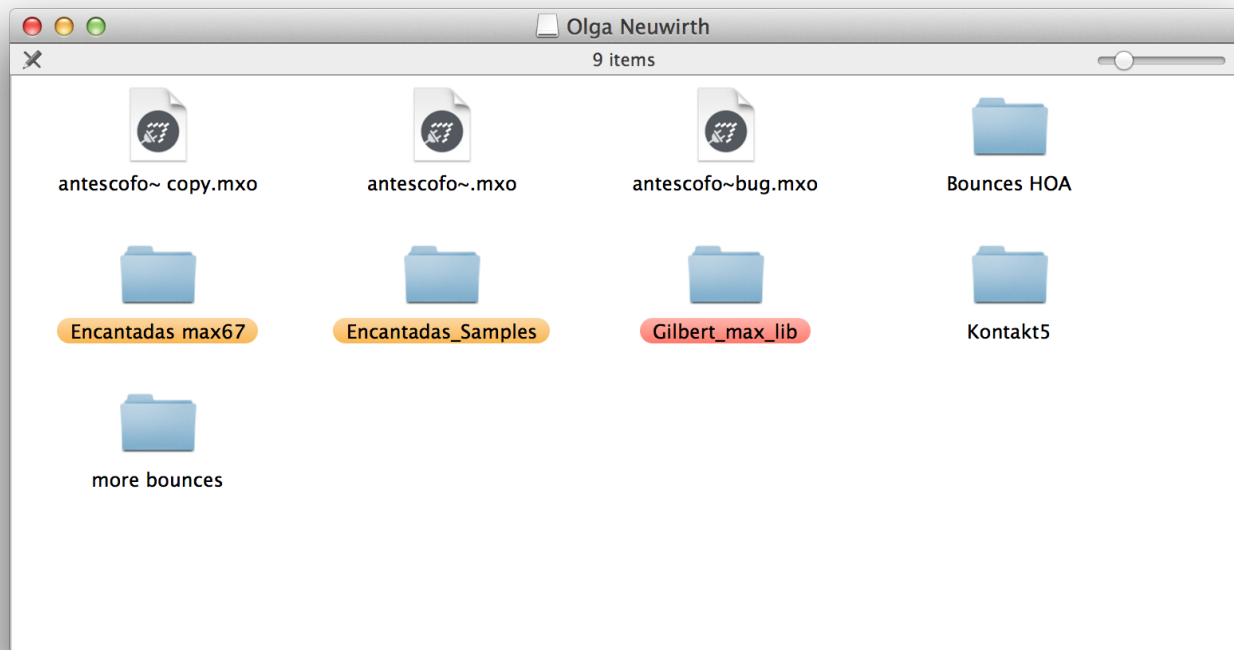 Olga Neuwirth
9 items
antescofo~ copy.mxo
antescofo~.mxo
antescofo~bug.mxo
Bounces HOA
Encantadas max67
Encantadas_Samples
Gilbert_max_lib
Kontakt5
more bounces